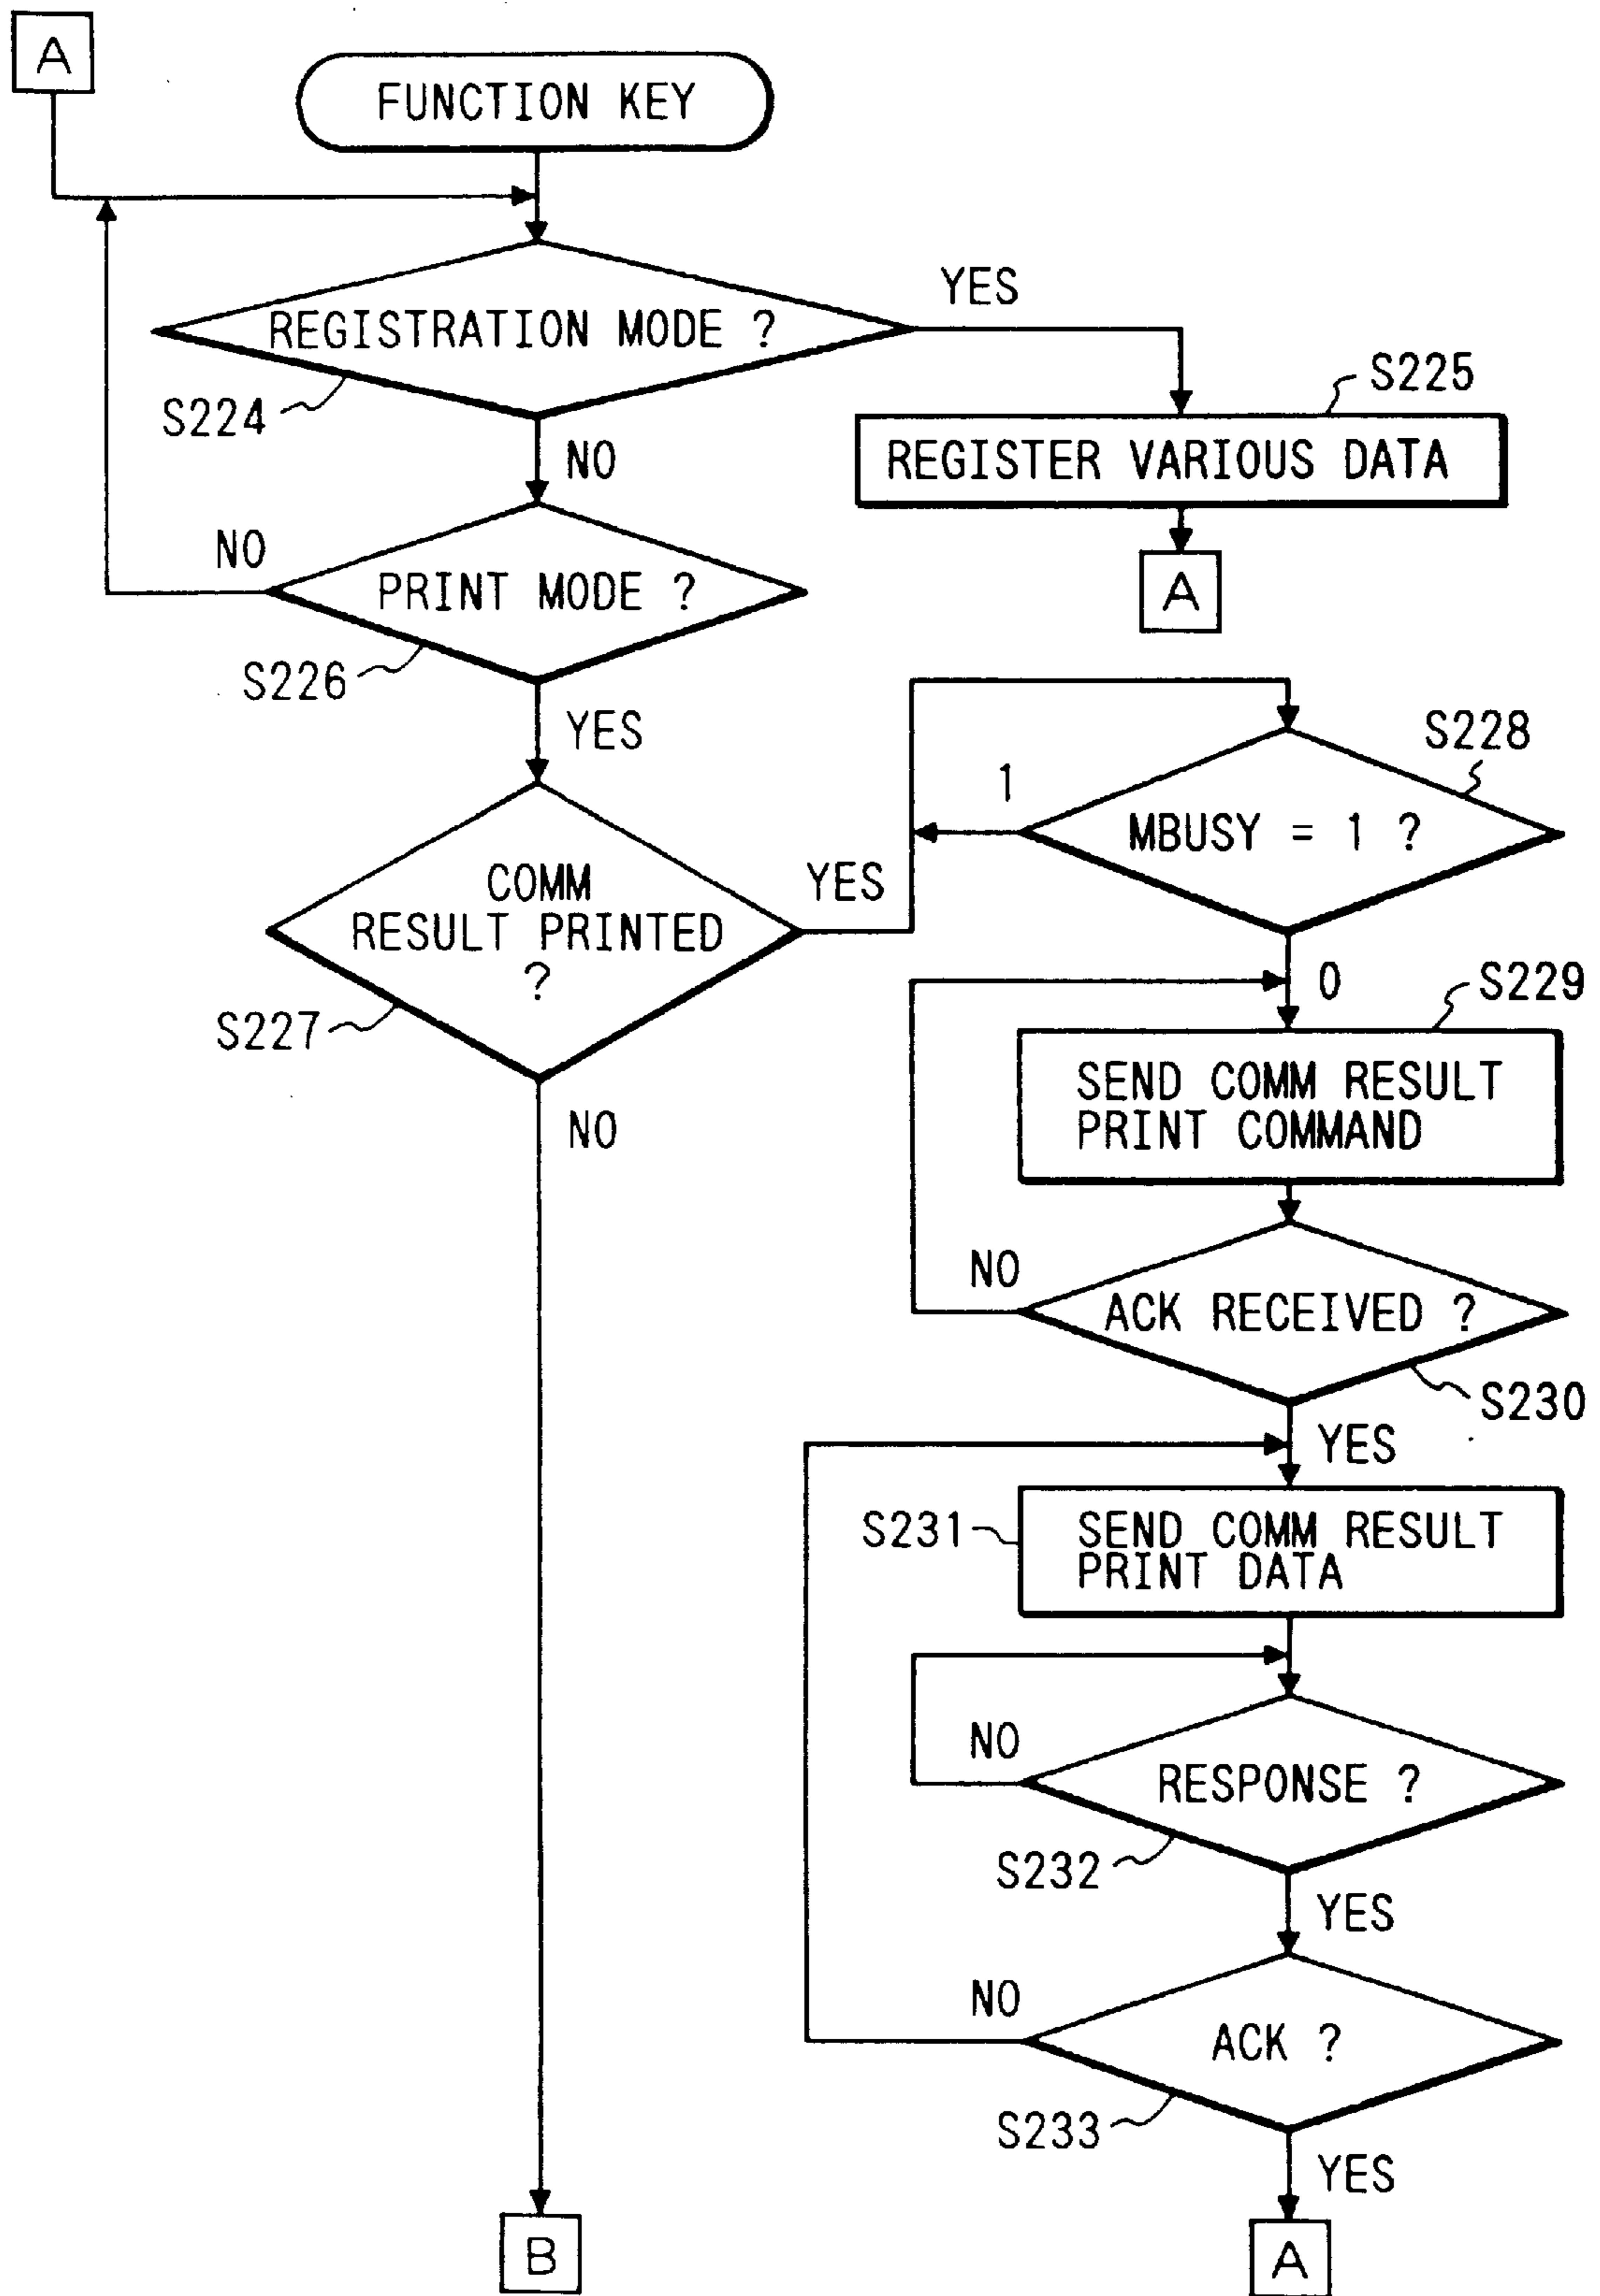 A
FUNCTION KEY
REGISTRATION MODE ?
YES
S224
S225
NO
REGISTER VARIOUS DATA
NO
PRINT MODE ?
A
S226
YES
S228
1
MBUSY = 1 ?
COMM
RESULT PRINTED
?
YES
S227
0
S229
SEND COMM RESULT
PRINT COMMAND
NO
NO
ACK RECEIVED ?
S230
YES
S231
SEND COMM RESULT
PRINT DATA
NO
RESPONSE ?
S232
YES
NO
ACK ?
S233
YES
B
A